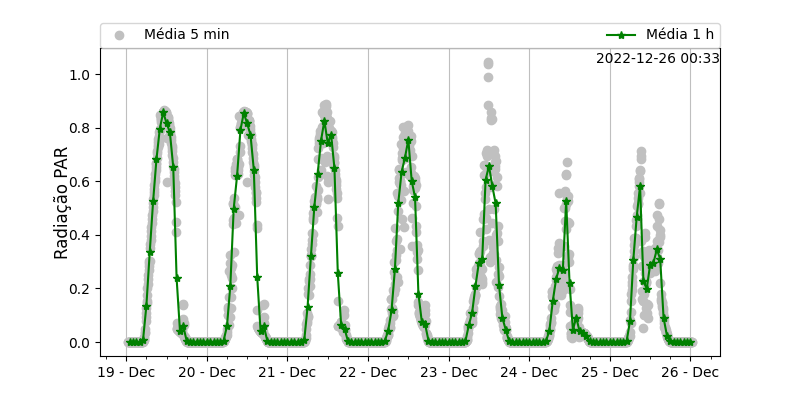 Média 5 min
Média 1 h
2022-12-26 00:33
1.0
0.8
0.6
0.4
0.2
0.0
Radiação PAR
19 - Dec
20 - Dec
21 - Dec
22 - Dec
23 - Dec
24 - Dec
25 - Dec
26 - Dec